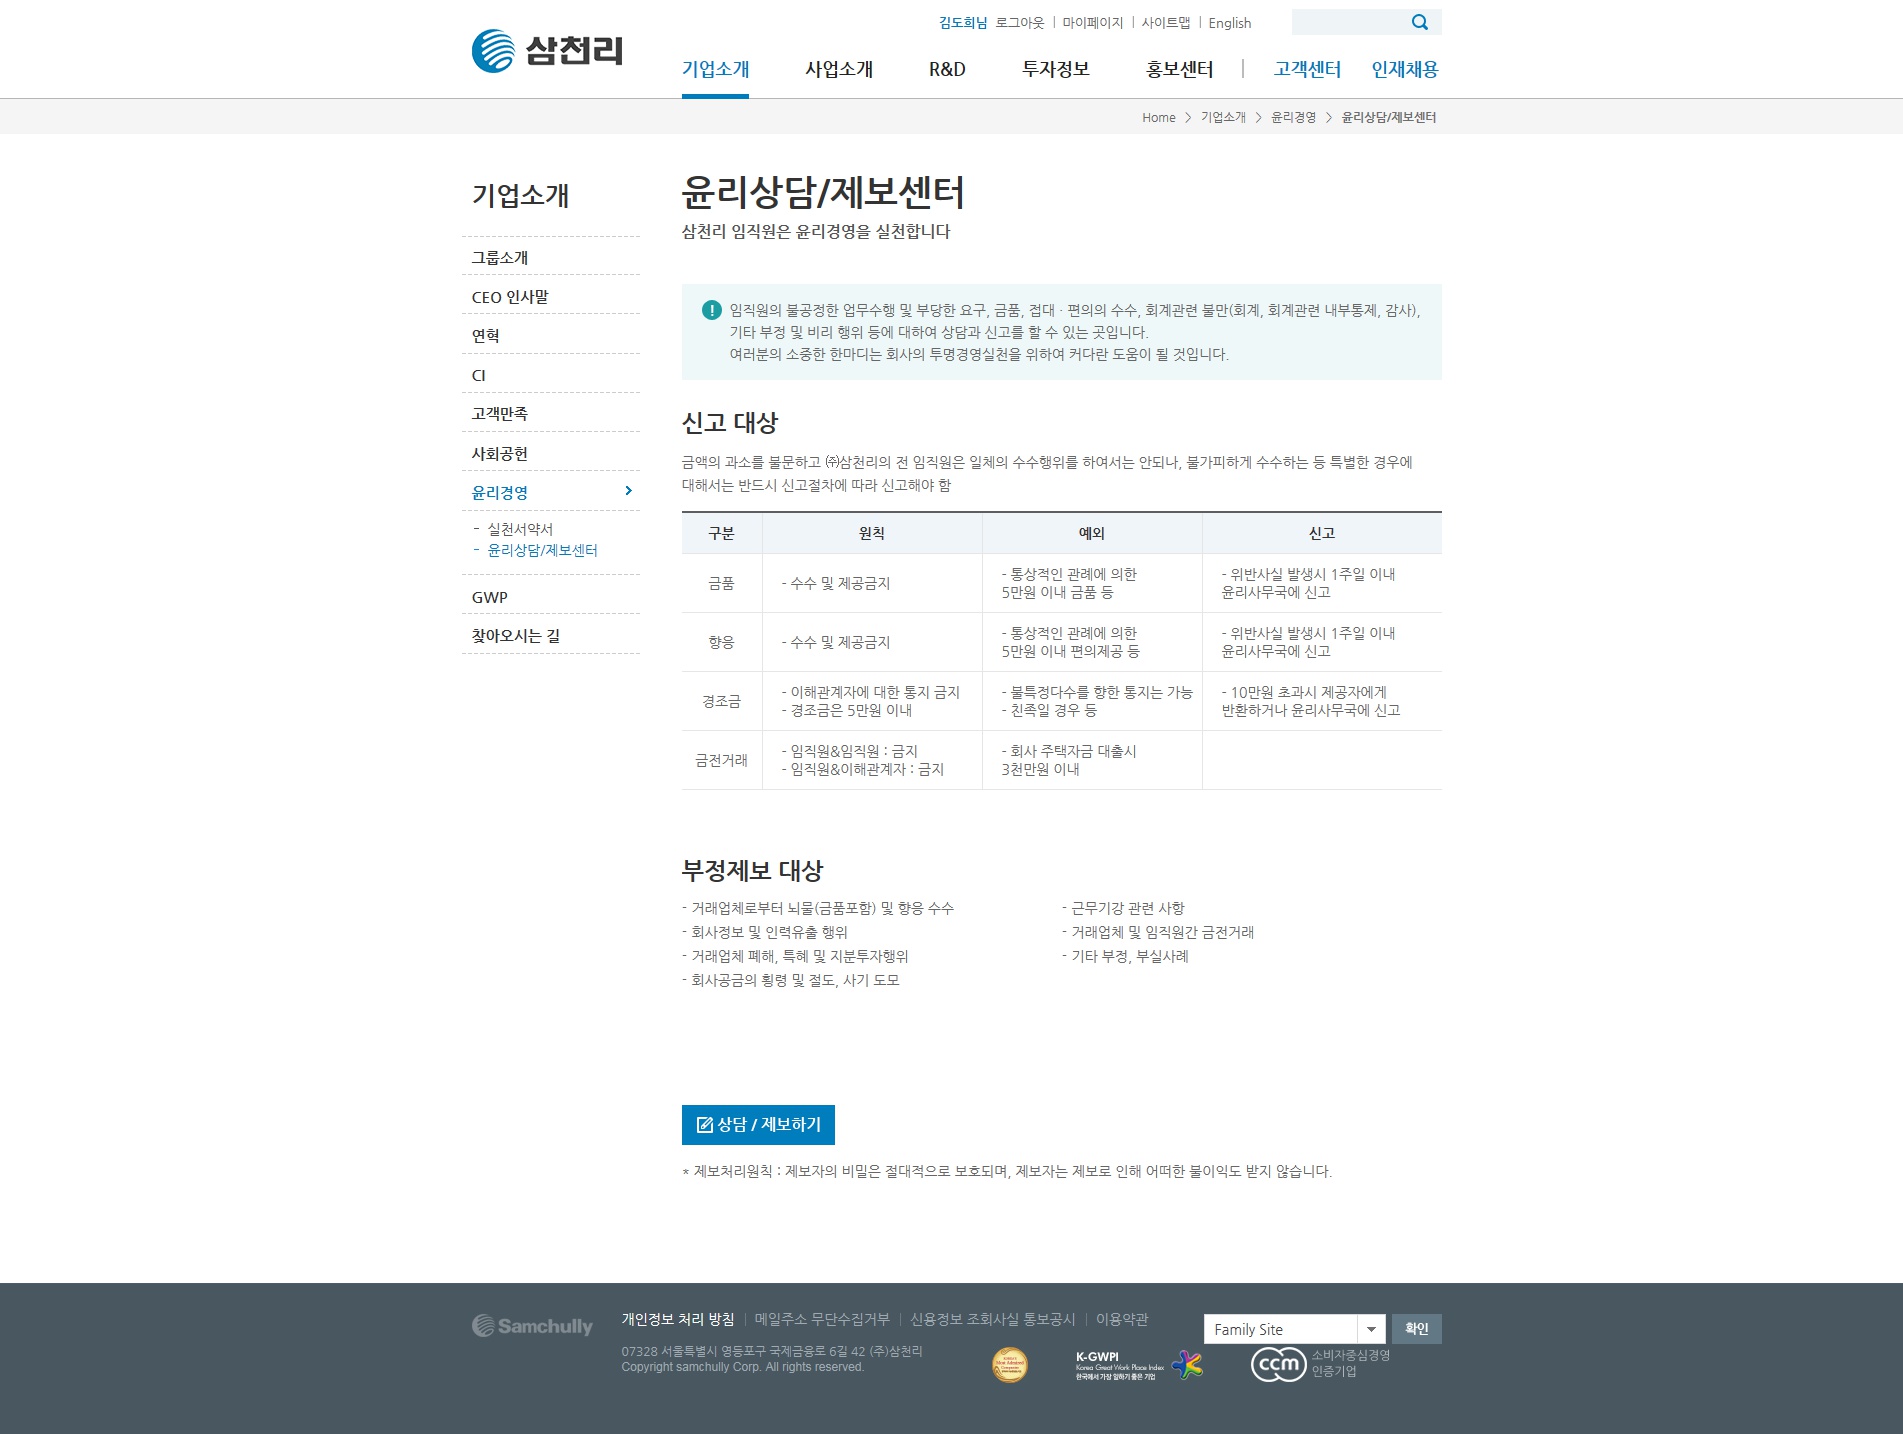 김도희님 로그아웃 마이페이지 사이트맵 English
삼천리
기업소개 사업소개 R&D 투자정보 홍보센터 고객센터 인재채용
Home > 기업소개 > 윤리경영 > 윤리상담/제보센터
기업소개
그룹소개
CEO 인사말
연혁
CI
고객만족
사회공헌
윤리경영
- 실천서약서
- 윤리상담/제보센터
GWP
찾아오시는 길
윤리상담/제보센터
삼천리 임직원은 윤리경영을 실천합니다
임직원의 불공정한 업무수행 및 부당한 요구, 금품, 접대 · 편의의 수수, 회계관련 불만(회계, 회계관련 내부통제, 감사),
기타 부정 및 비리 행위 등에 대하여 상담과 신고를 할 수 있는 곳입니다.
여러분의 소중한 한마디는 회사의 투명경영실천을 위하여 커다란 도움이 될 것입니다.
신고 대상
금액의 과소를 불문하고 ㈜삼천리의 전 임직원은 일체의 수수행위를 하여서는 안되나, 불가피하게 수수하는 등 특별한 경우에
대해서는 반드시 신고절차에 따라 신고해야 함
구분 원칙 예외 신고
금품
- 수수 및 제공금지
- 통상적인 관례에 의한
5만원 이내 금품 등
- 위반사실 발생시 1주일 이내
윤리사무국에 신고
향응
- 수수 및 제공금지
- 통상적인 관례에 의한
5만원 이내 편의제공 등
- 위반사실 발생시 1주일 이내
윤리사무국에 신고
경조금
- 이해관계자에 대한 통지 금지
- 경조금은 5만원 이내
- 불특정다수를 향한 통지는 가능
- 친족일 경우 등
- 10만원 초과시 제공자에게
반환하거나 윤리사무국에 신고
금전거래
- 임직원&임직원 : 금지
- 임직원&이해관계자 : 금지
- 회사 주택자금 대출시
3천만원 이내
부정제보 대상
- 거래업체로부터 뇌물(금품포함) 및 향응 수수
- 회사정보 및 인력유출 행위
- 거래업체 폐해, 특혜 및 지분투자행위
- 회사공금의 횡령 및 절도, 사기 도모
- 근무기강 관련 사항
- 거래업체 및 임직원간 금전거래
- 기타 부정, 부실사례
상담 / 제보하기
* 제보처리원칙 : 제보자의 비밀은 절대적으로 보호되며, 제보자는 제보로 인해 어떠한 불이익도 받지 않습니다.
Samchully
개인정보 처리 방침 메일주소 무단수집거부 신용정보 조회사실 통보공시 이용약관
07328 서울특별시 영등포구 국제금융로 6길 42 (주)삼천리
Copyright samchully Corp. All rights reserved.
Family Site 확인
K-GWPI
Korea Great Work Place Index
한국에서 가장 일하기 좋은 기업
ccm
소비자중심경영
인증기업